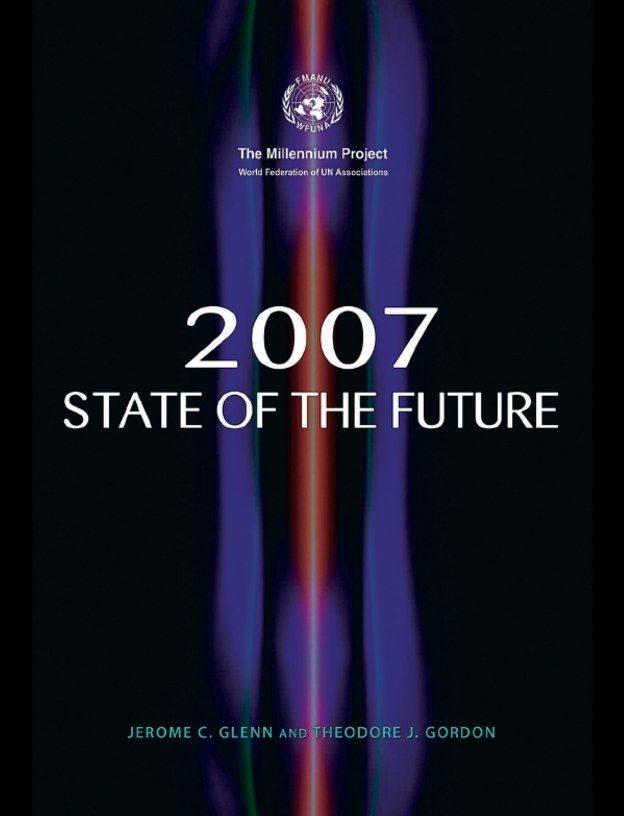 FMANU
WFUNA
The Millennium Project
World Federation of UN Associations
2007
STATE OF THE FUTURE
JEROME C. GLENN AND THEODORE J. GORDON